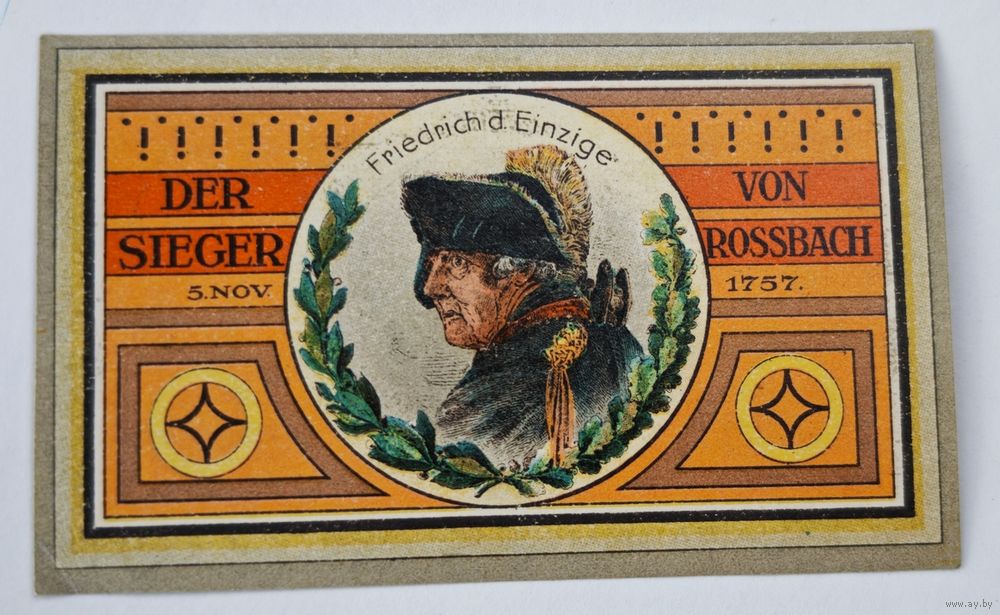 Friedrich d. Einzige
DER
SIEGER
5. NOV.
VON
ROSSBACH
1757.
www.ay.by